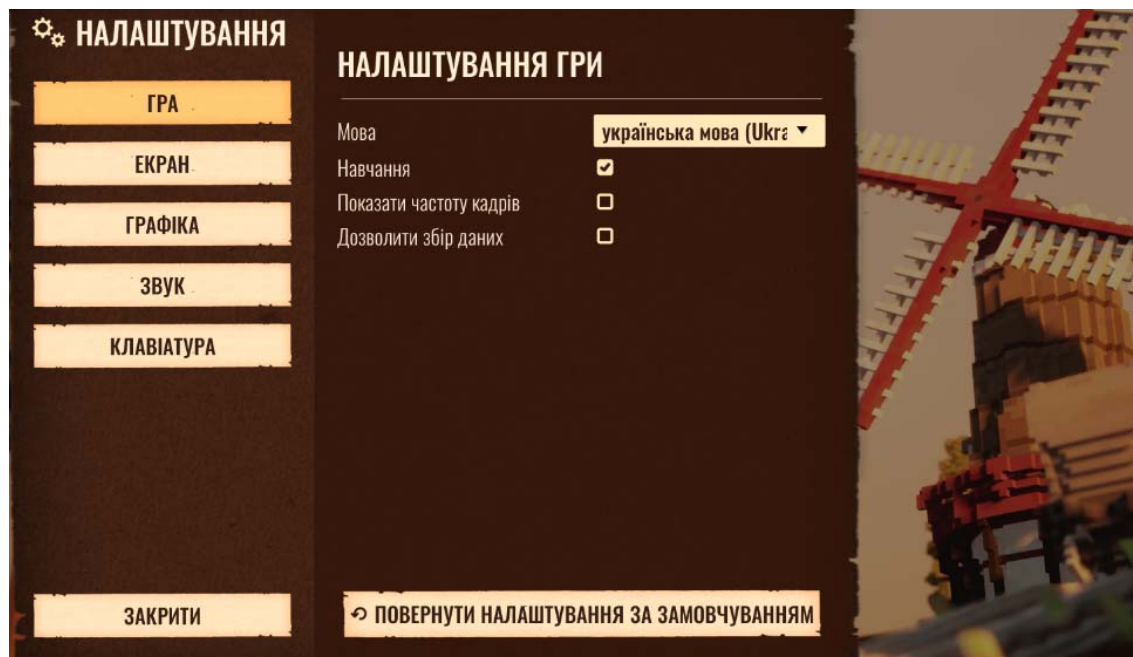 НАЛАШТУВАННЯ
ГРА
ЕКРАН
ГРАФІКА
ЗВУК
КЛАВІАТУРА
ЗАКРИТИ
НАЛАШТУВАННЯ ГРИ
Мова
українська мова (Ukra
Навчання
Показати частоту кадрів
Дозволити збір даних
ПОВЕРНУТИ НАЛАШТУВАННЯ ЗА ЗАМОВЧУВАННЯМ